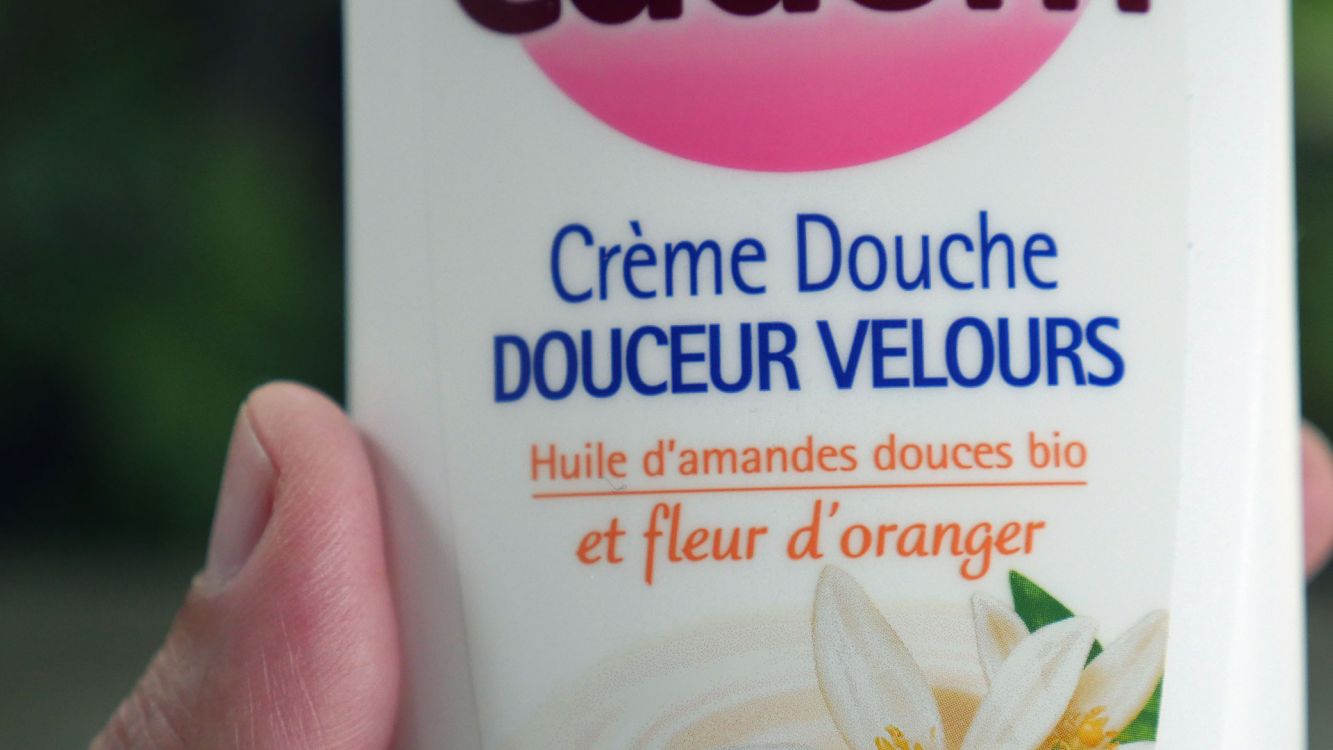 Crème Douche
DOUCEUR VELOURS
Huile d'amandes douces bio
et fleur d'oranger